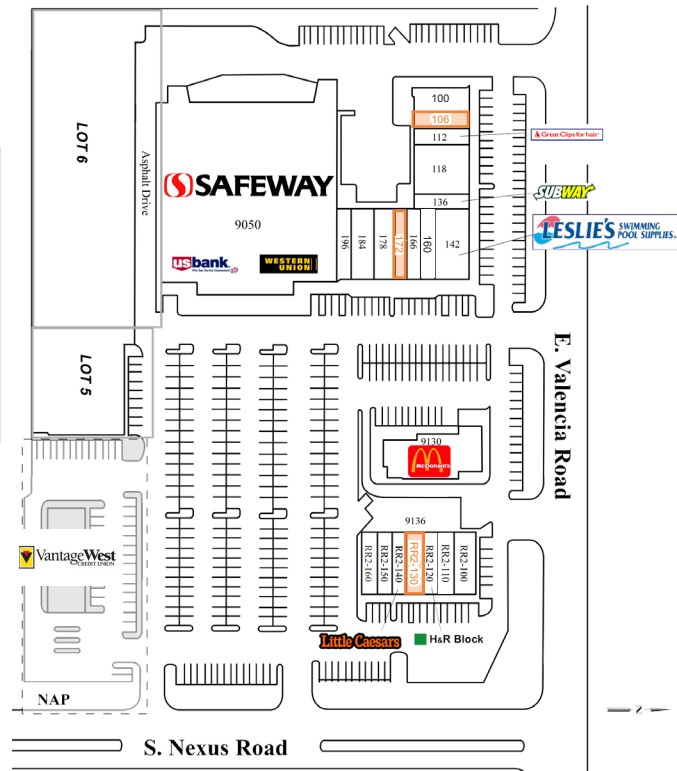 LOT 6
Asphalt Drive
SAFEWAY
9050
usbank
WESTERN
UNION
100
106
112
Great Clips for hair
118
136
SUBWAY
196
184
178
172
166
160
142
LESLIE'S SWIMMING
POOL SUPPLIES
E. Valencia Road
LOT 5
9130
McDonald's
9136
RR2-160
RR2-150
RR2-140
RR2-130
RR2-120
RR2-110
RR2-100
VantageWest
CREDIT UNION
Little Caesars
H&R Block
NAP
N
S. Nexus Road